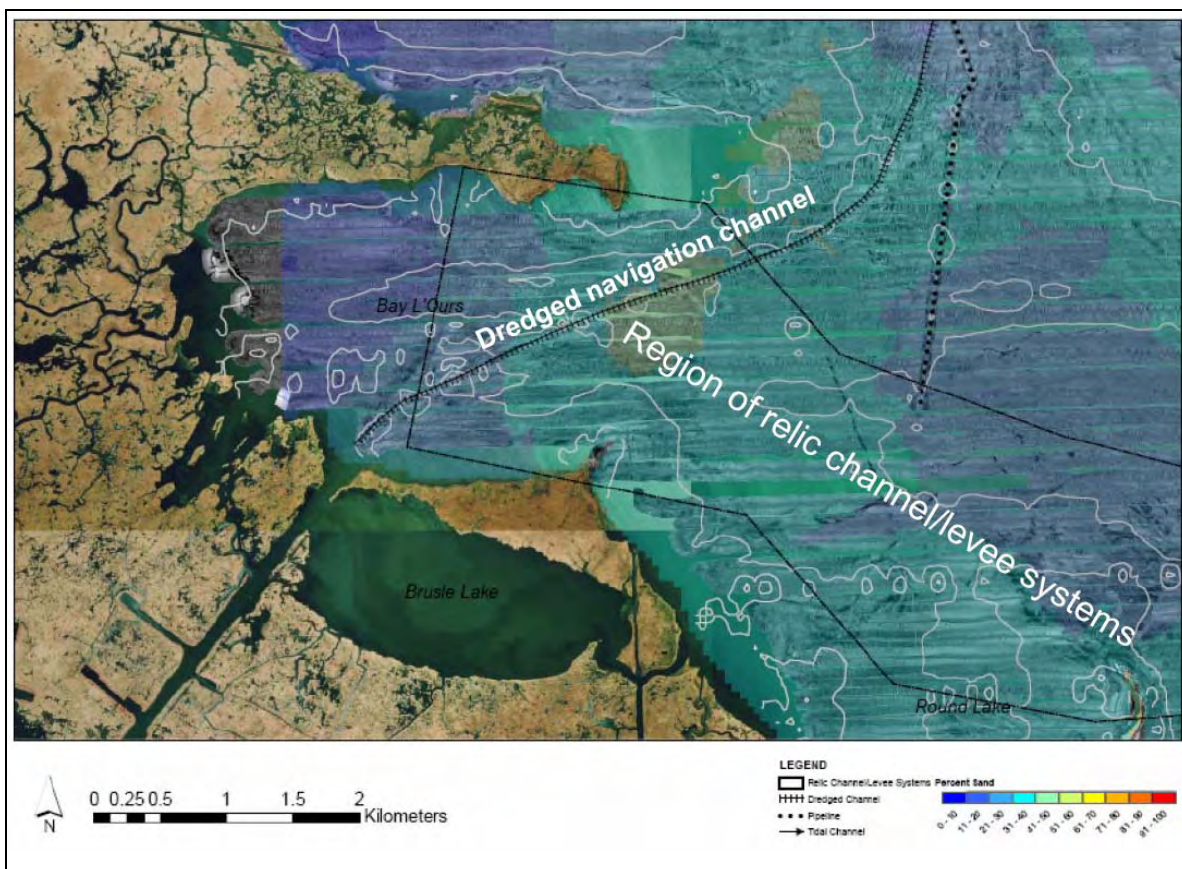 Bay L'Ours
Dredged navigation channel
Region of relic channel/levee systems
Brusle Lake
Round Lake
N
0 0.25 0.5 1 1.5 2
Kilometers
LEGEND
Relic Channel/Levee Systems
Dredged Channel
Pipeline
Tidal Channel
Percent Sand
0 - 10
11 - 20
21 - 30
31 - 40
41 - 50
51 - 60
61 - 70
71 - 80
81 - 90
91 - 100